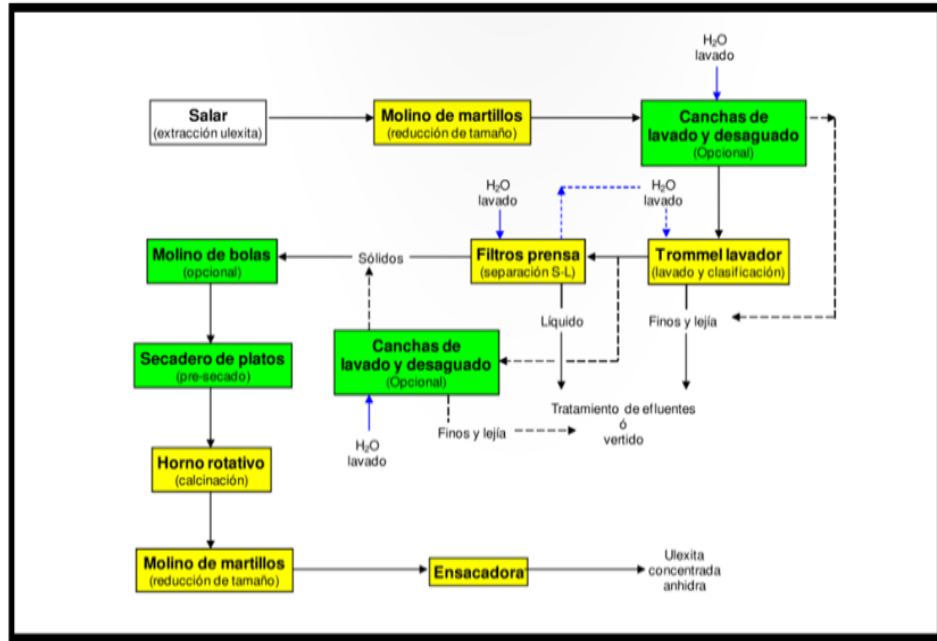 H₂O
lavado
Salar
(extracción ulexita)
Molino de martillos
(reducción de tamaño)
Canchas de
lavado y desaguado
(Opcional)
H₂O
lavado
H₂O
lavado
Molino de bolas
(opcional)
Sólidos
Filtros prensa
(separación S-L)
Trommel lavador
(lavado y clasificación)
Líquido
Finos y lejía
Secadero de platos
(pre-secado)
Canchas de
lavado y desaguado
(Opcional)
Tratamiento de efluentes
ó
vertido
Finos y lejía
H₂O
lavado
Horno rotativo
(calcinación)
Molino de martillos
(reducción de tamaño)
Ensacadora
Ulexita
concentrada
anhidra